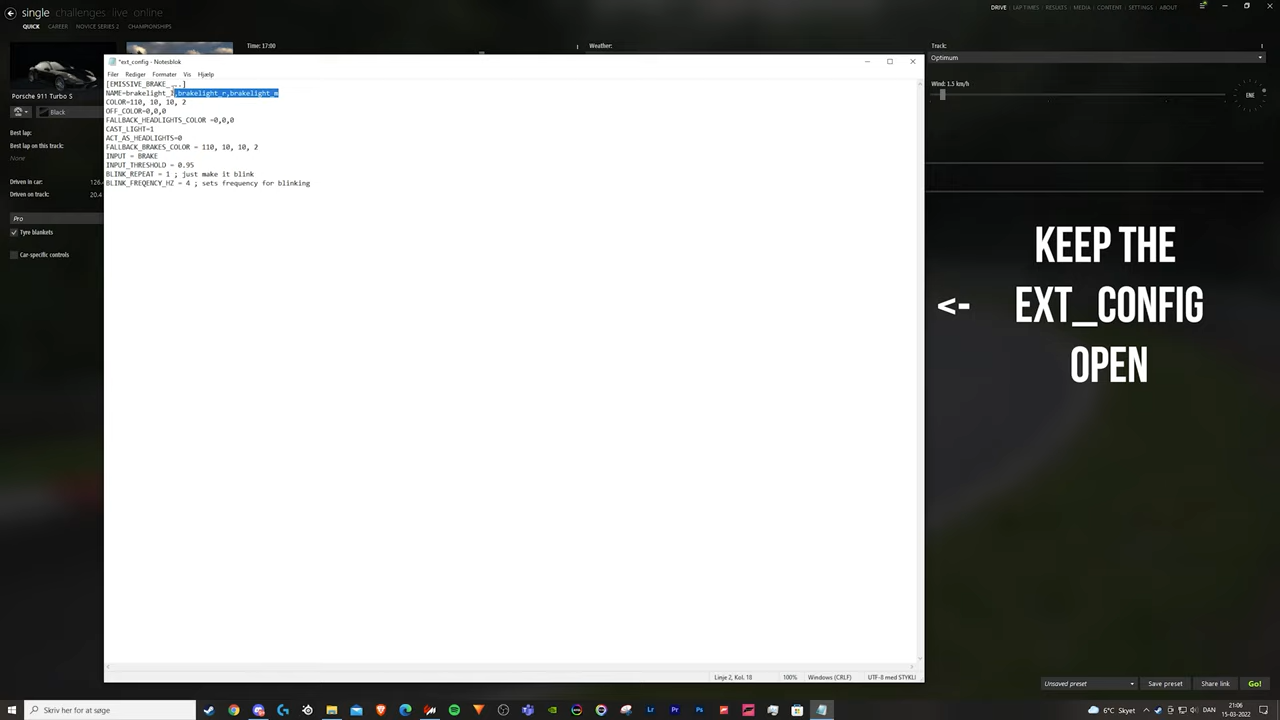 single challenges live online
QUICK CAREER NOVICE SERIES 2 CHAMPIONSHIPS
DRIVE LAP TIMES RESULTS MEDIA CONTENT SETTINGS ABOUT
Time: 17:00
Weather:
Track:
Optimum
Wind: 1.5 km/h
ENE
Porsche 911 Turbo S
Black
Best lap:
Best lap on this track:
None
Driven in car: 126.
Driven on track: 20.4
Pro
Tyre blankets
Car-specific controls
*ext_config - Notesblok
Filer Rediger Formater Vis Hjælp
[EMISSIVE_BRAKE_...]
NAME=brakelight_l,brakelight_r,brakelight_m
COLOR=110, 10, 10, 2
OFF_COLOR=0,0,0
FALLBACK_HEADLIGHTS_COLOR =0,0,0
CAST_LIGHT=1
ACT_AS_HEADLIGHTS=0
FALLBACK_BRAKES_COLOR = 110, 10, 10, 2
INPUT = BRAKE
INPUT_THRESHOLD = 0.95
BLINK_REPEAT = 1 ; just make it blink
BLINK_FREQENCY_HZ = 4 ; sets frequency for blinking
Linje 2, Kol. 18
100%
Windows (CRLF)
UTF-8 med STYKLI
KEEP THE
<- EXT_CONFIG
OPEN
Unsaved preset
Save preset
Share link
Go!
Skriv her for at søge
6°C Skyet
DAN
21:06
15-03-2022